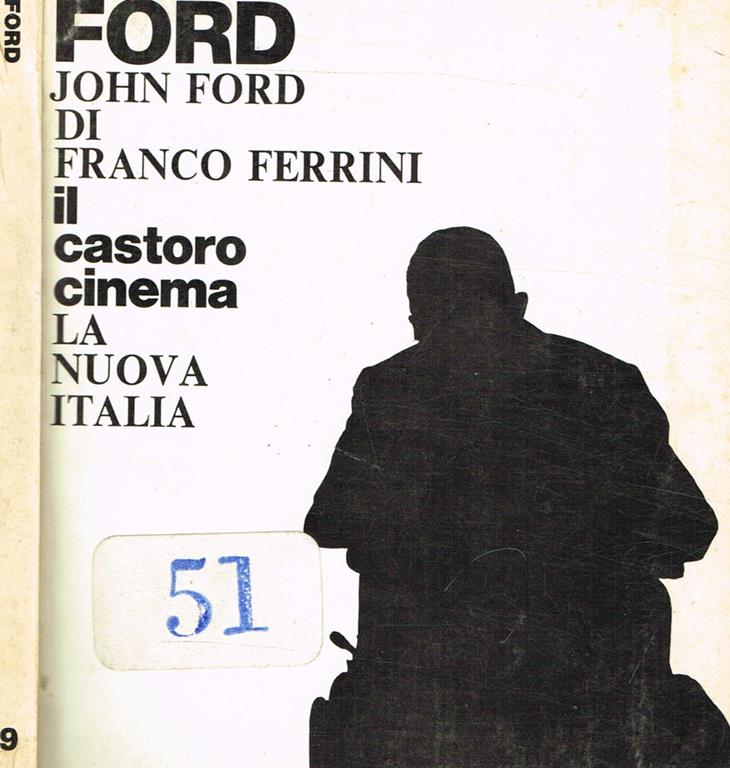 FORD
FORD
JOHN FORD
DI
FRANCO FERRINI
il
castoro
cinema
LA
NUOVA
ITALIA
51
9